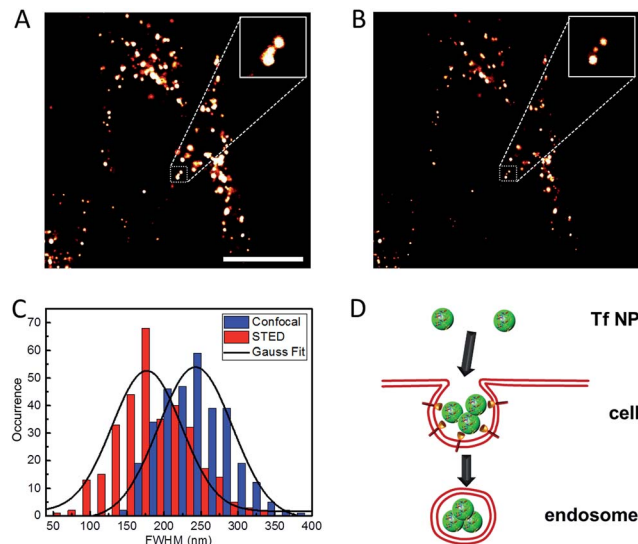 A
B
C
Confocal
STED
Gauss Fit
Occurrence
70
60
50
40
30
20
10
0
50
100
150
200
250
300
350
400
FWHM (nm)
D
Tf NP
cell
endosome